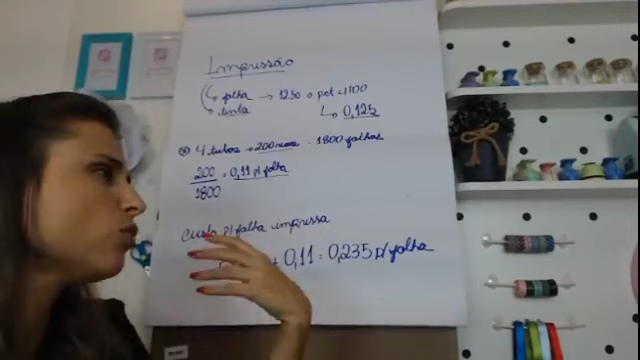 Impressão
folha → 12.50 o pct c/100
tinta ↳ 0,125
4 tubos = 200 - 1800 folhas
200 = 0,11 p/ folha
1800
Custo p/ folha impressa
+ 0,11 = 0,235 p/ folha